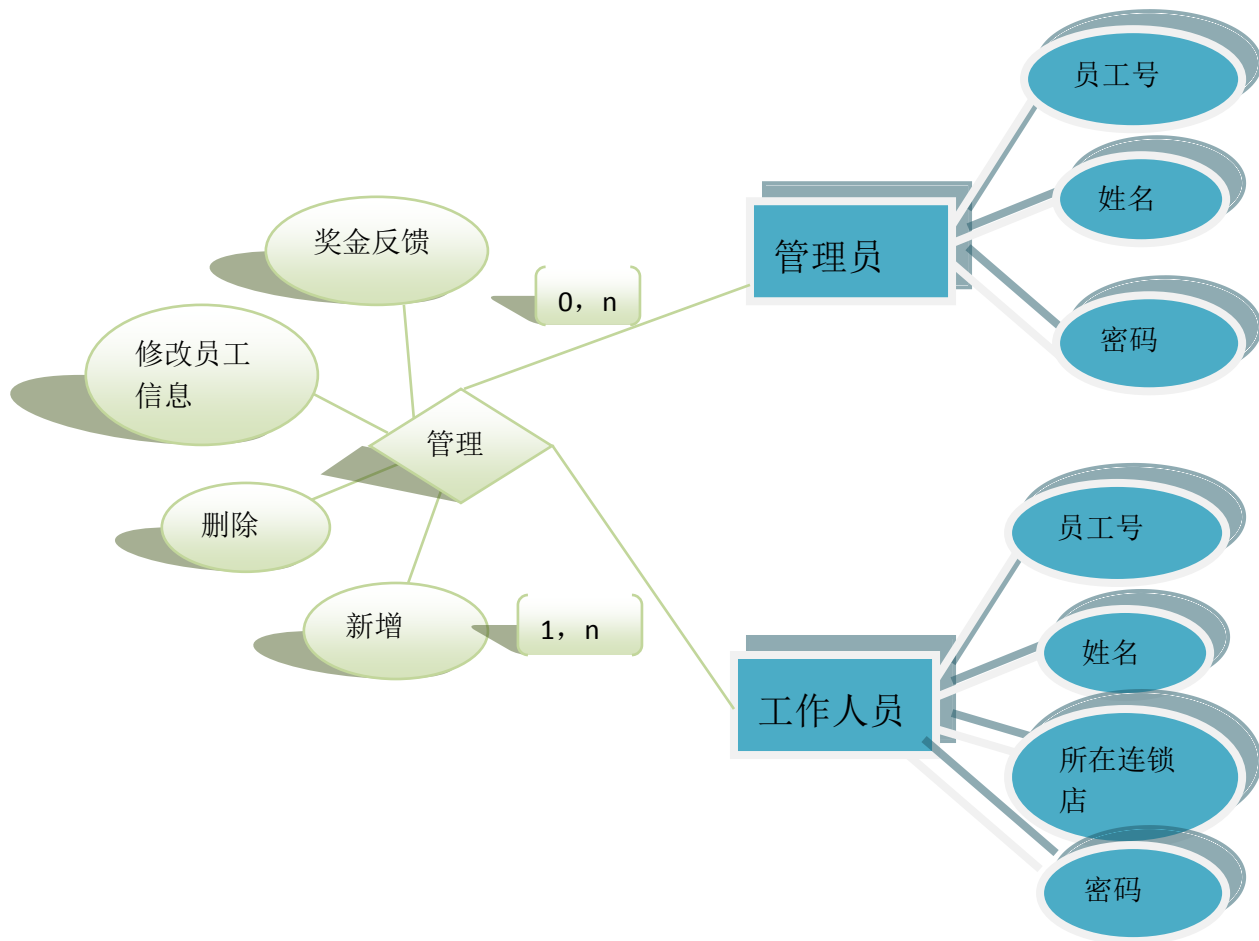 员工号
姓名
管理员
奖金反馈
0，n
密码
修改员工
信息
管理
删除
员工号
新增
1，n
姓名
工作人员
所在连锁
店
密码